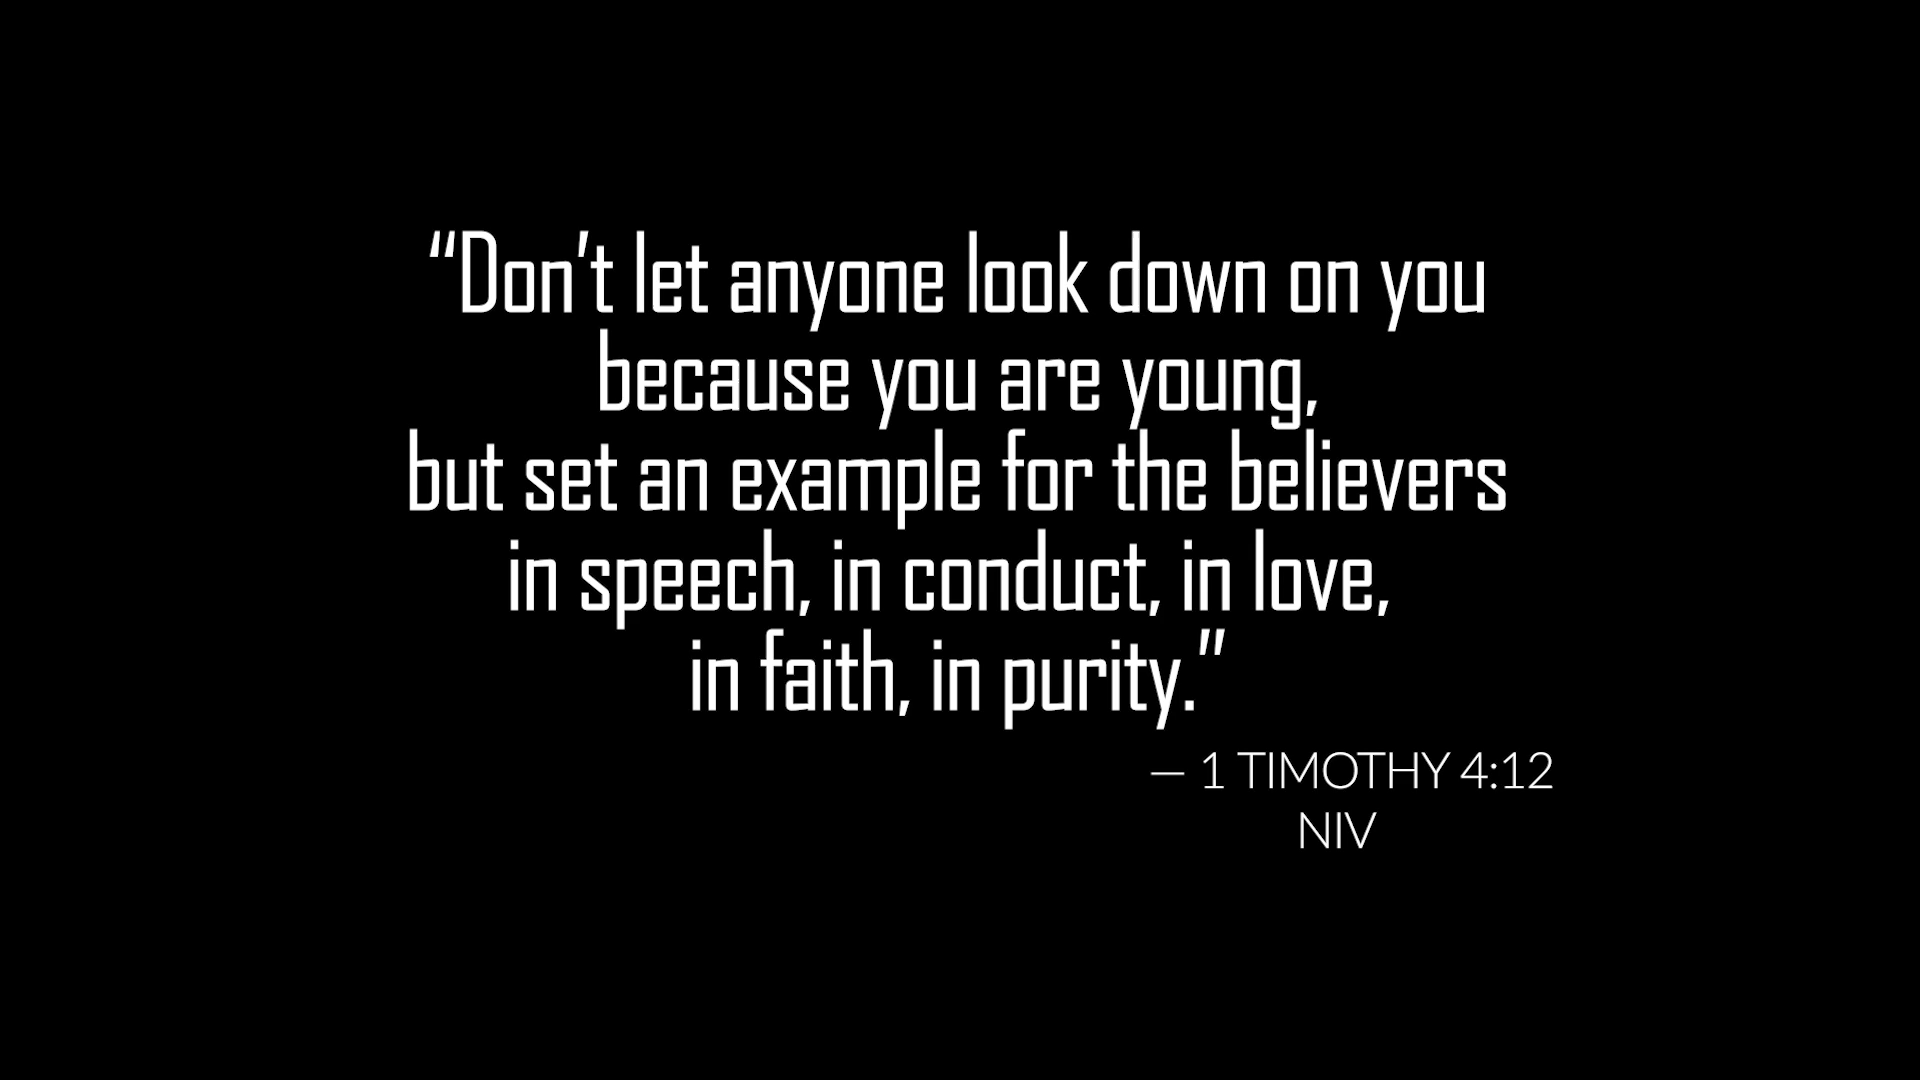 “Don’t let anyone look down on you
because you are young,
but set an example for the believers
in speech, in conduct, in love,
in faith, in purity.”
— 1 TIMOTHY 4:12
NIV